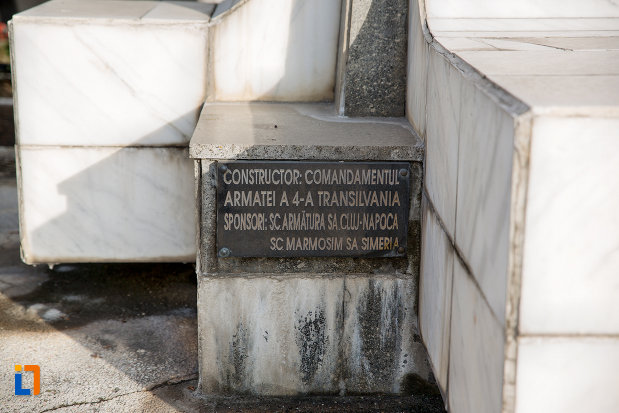 CONSTRUCTOR: COMANDAMENTUL
ARMATEI A 4-A TRANSILVANIA
SPONSORI: SC.ARMĂTURA SA.CLUJ-NAPOCA
SC MARMOSIM SA SIMERIA